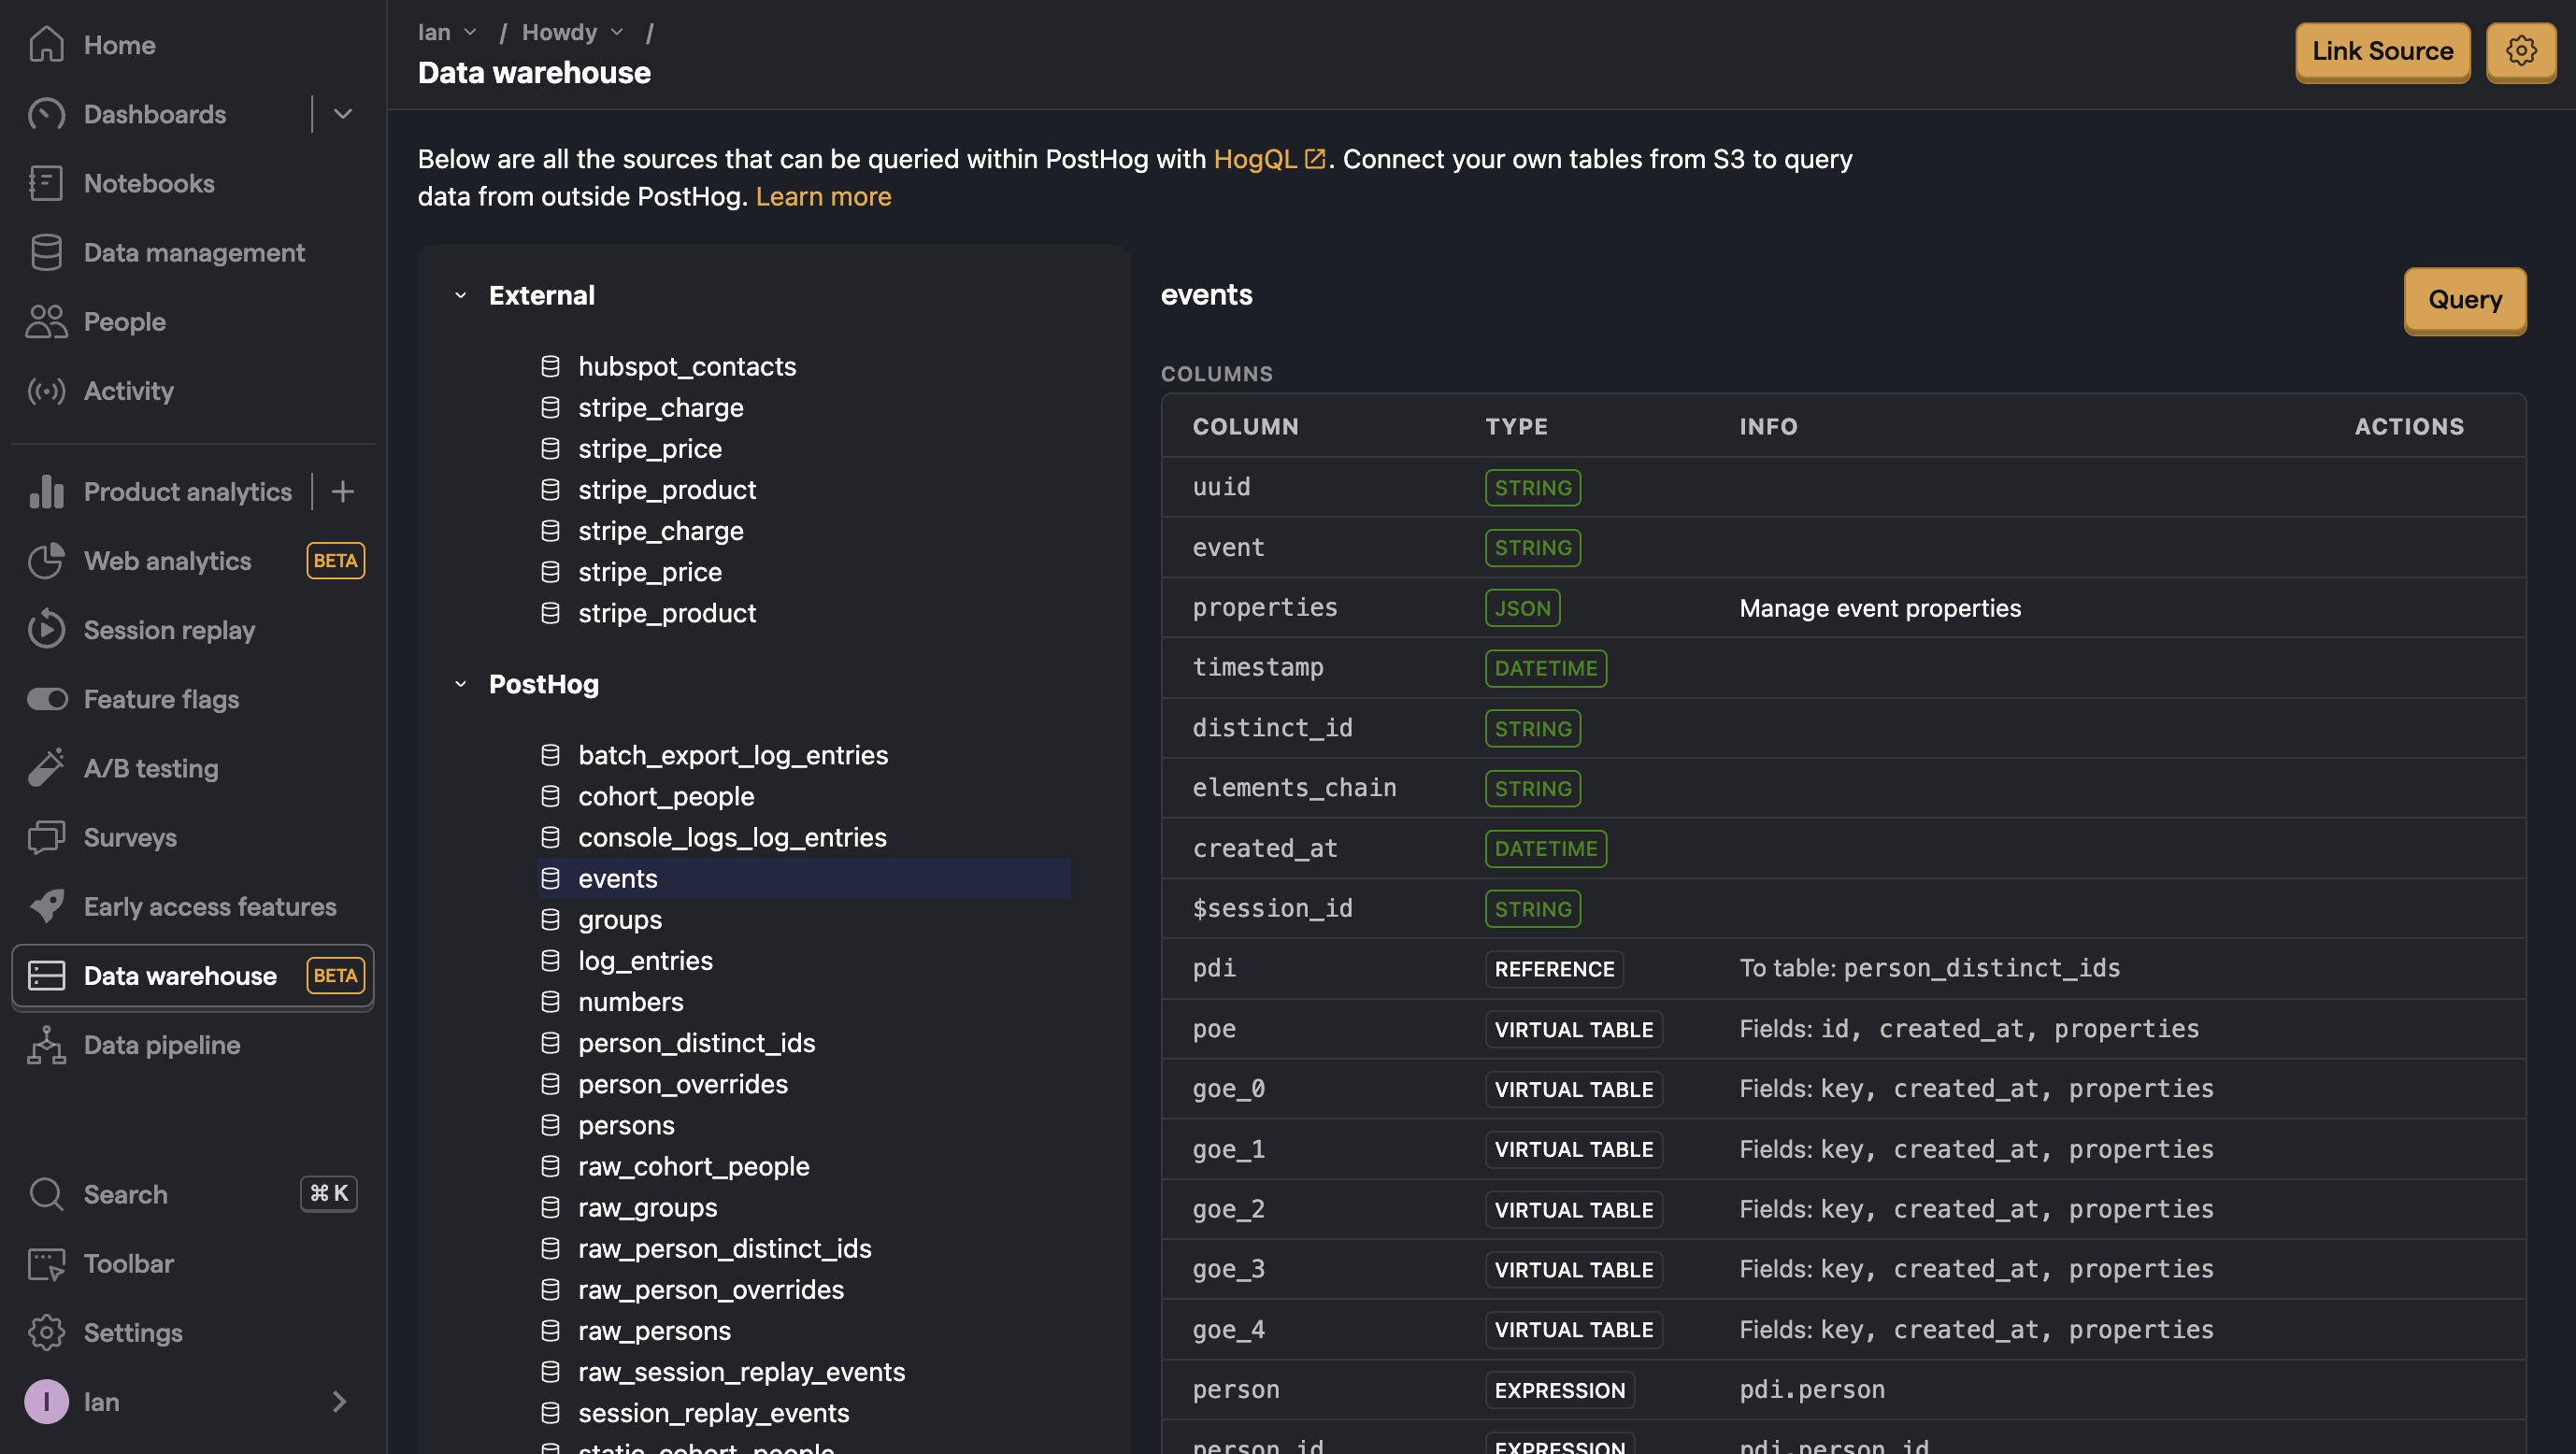 Home
Dashboards
Notebooks
Data management
People
Activity
Product analytics
Web analytics BETA
Session replay
Feature flags
A/B testing
Surveys
Early access features
Data warehouse BETA
Data pipeline
Search ⌘ K
Toolbar
Settings
I Ian
Ian / Howdy /
Data warehouse
Link Source
Below are all the sources that can be queried within PostHog with HogQL. Connect your own tables from S3 to query
data from outside PostHog. Learn more
External
hubspot_contacts
stripe_charge
stripe_price
stripe_product
stripe_charge
stripe_price
stripe_product
PostHog
batch_export_log_entries
cohort_people
console_logs_log_entries
events
groups
log_entries
numbers
person_distinct_ids
person_overrides
persons
raw_cohort_people
raw_groups
raw_person_distinct_ids
raw_person_overrides
raw_persons
raw_session_replay_events
session_replay_events
static_cohort_people
events
Query
COLUMNS
COLUMN TYPE INFO ACTIONS
uuid STRING
event STRING
properties JSON Manage event properties
timestamp DATETIME
distinct_id STRING
elements_chain STRING
created_at DATETIME
$session_id STRING
pdi REFERENCE To table: person_distinct_ids
poe VIRTUAL TABLE Fields: id, created_at, properties
goe_0 VIRTUAL TABLE Fields: key, created_at, properties
goe_1 VIRTUAL TABLE Fields: key, created_at, properties
goe_2 VIRTUAL TABLE Fields: key, created_at, properties
goe_3 VIRTUAL TABLE Fields: key, created_at, properties
goe_4 VIRTUAL TABLE Fields: key, created_at, properties
person EXPRESSION pdi.person
person_id EXPRESSION pdi.person_id